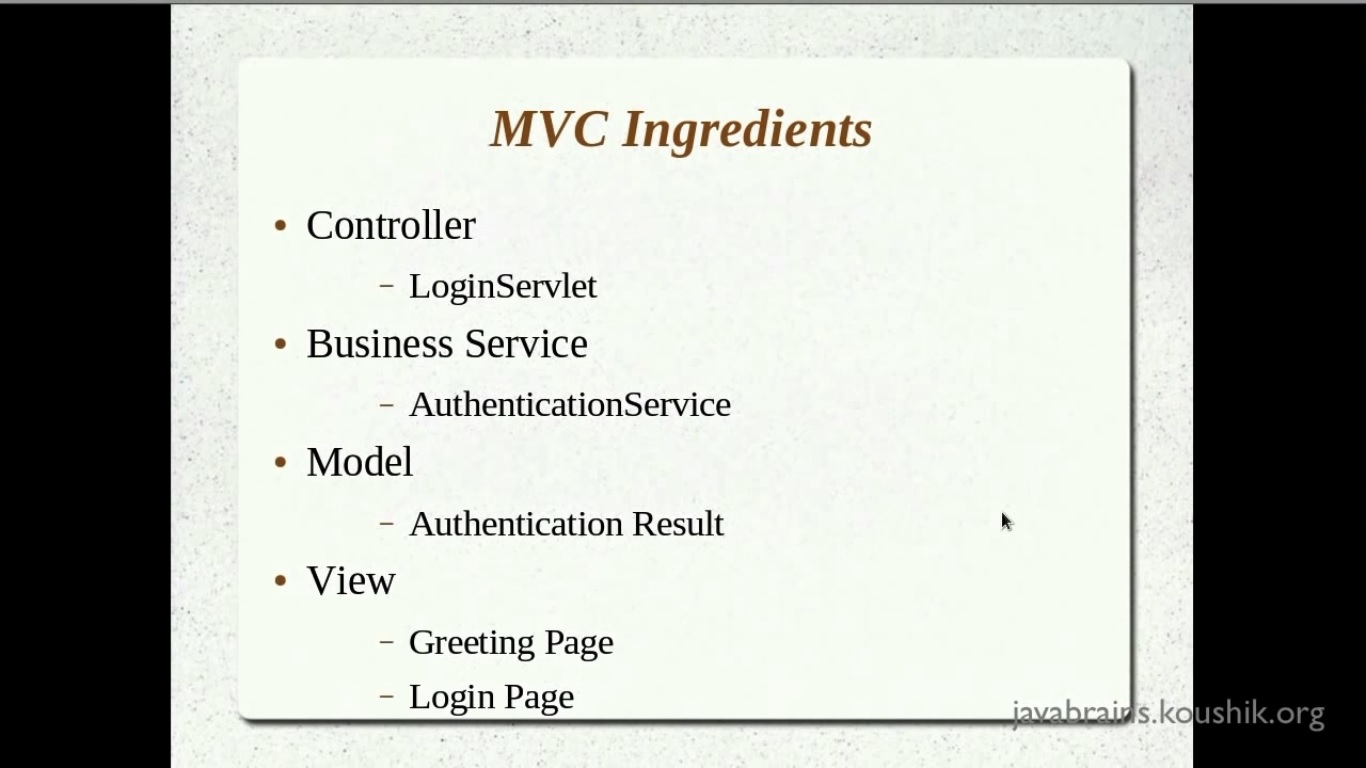 MVC Ingredients
• Controller
– LoginServlet
• Business Service
– AuthenticationService
• Model
– Authentication Result
• View
– Greeting Page
– Login Page
javabrains.koushik.org